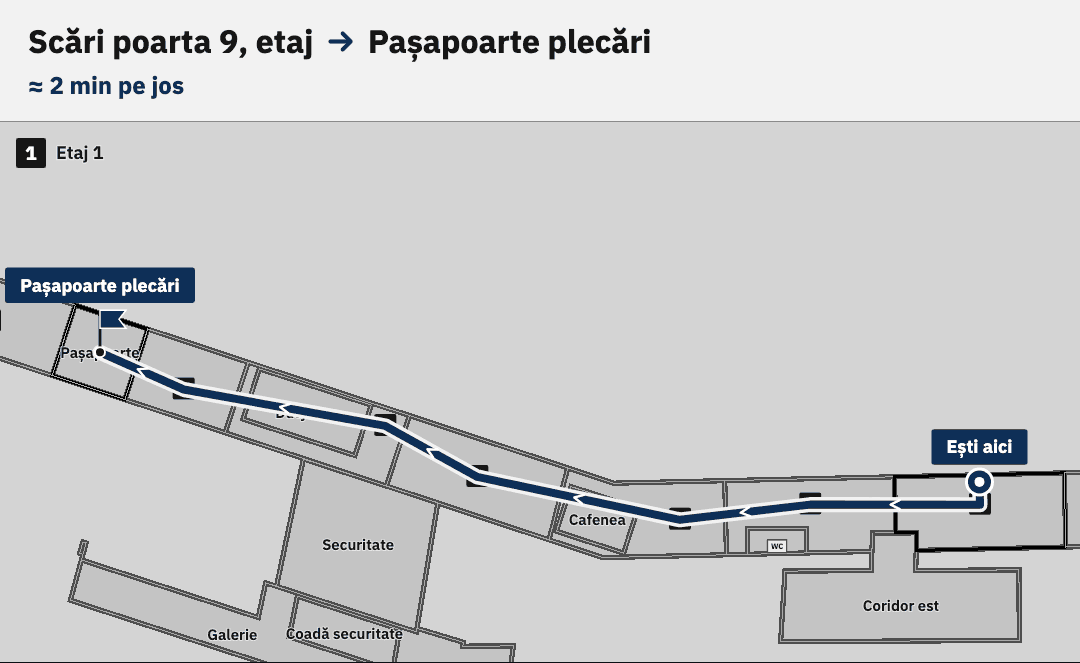 Scări poarta 9, etaj → Pașapoarte plecări
≈ 2 min pe jos
1 Etaj 1
Pașapoarte plecări
Ești aici
Cafenea
WC
Securitate
Coridor est
Galerie
Coadă securitate